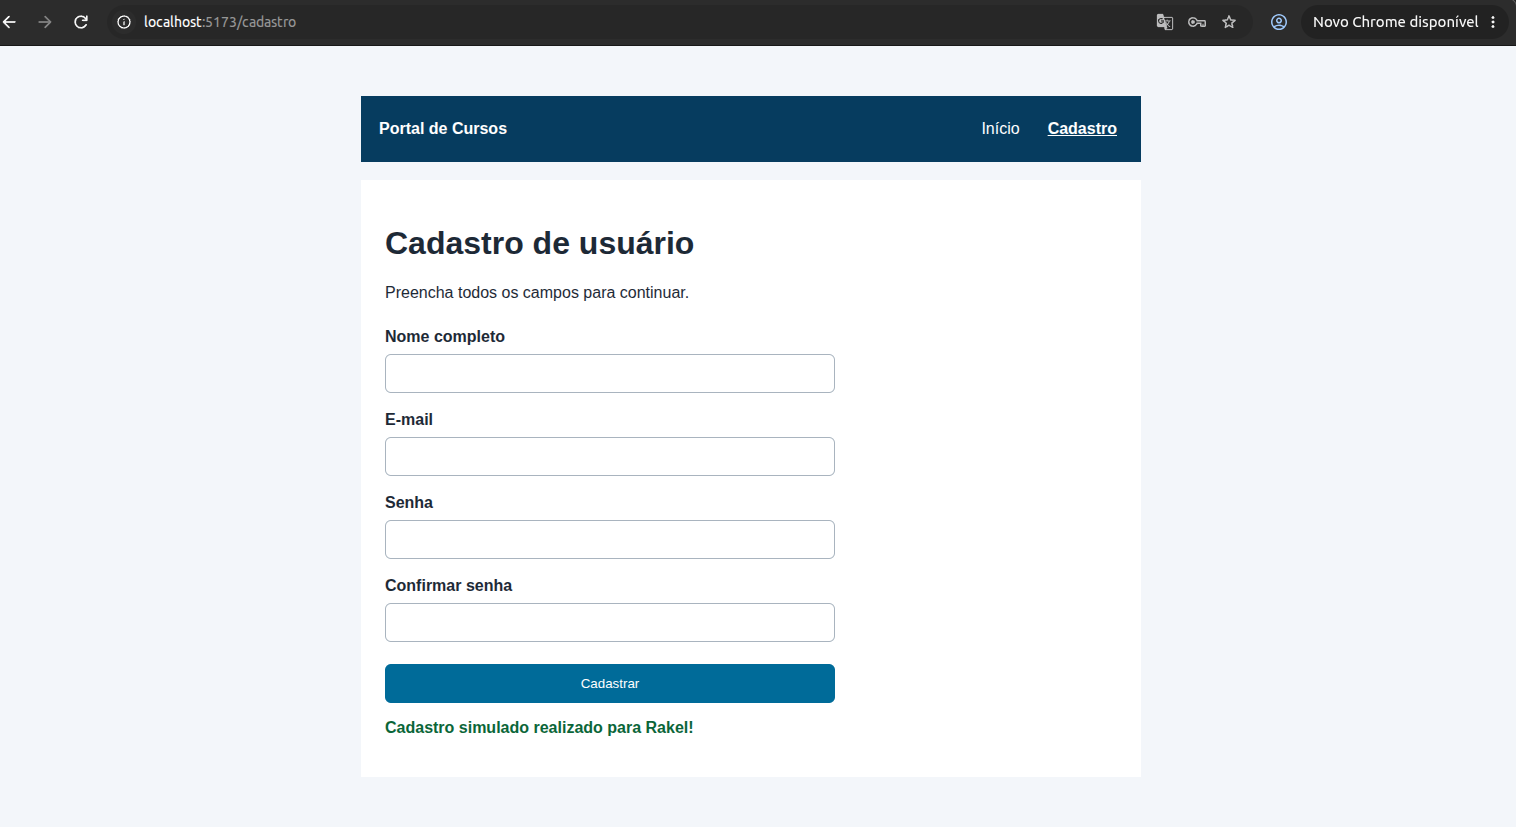 localhost:5173/cadastro
Novo Chrome disponível
Portal de Cursos
Início
Cadastro
Cadastro de usuário
Preencha todos os campos para continuar.
Nome completo
E-mail
Senha
Confirmar senha
Cadastrar
Cadastro simulado realizado para Rakel!